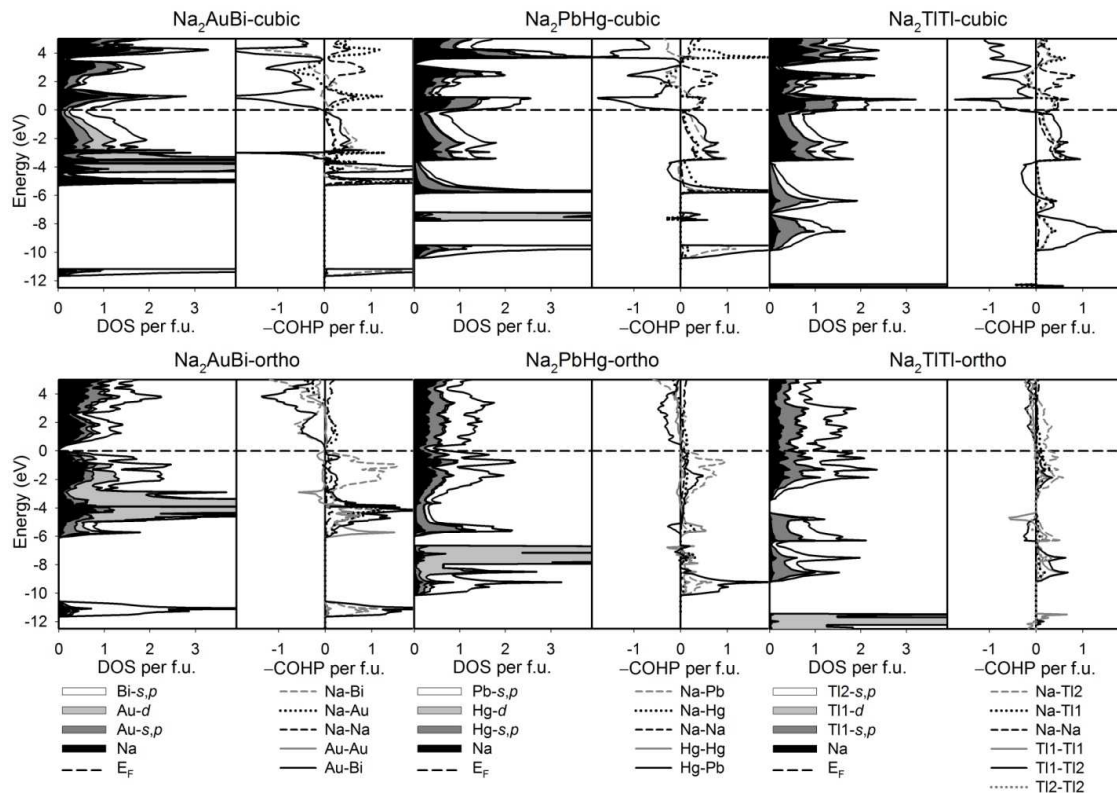 Na₂AuBi-cubic Na₂PbHg-cubic Na₂TlTl-cubic
Energy (eV)
4
2
0
-2
-4
-6
-8
-10
-12
0 1 2 3 -1 0 1 0 1 2 3 -1 0 1 0 1 2 3 -1 0 1
DOS per f.u. −COHP per f.u. DOS per f.u. −COHP per f.u. DOS per f.u. −COHP per f.u.
Na₂AuBi-ortho Na₂PbHg-ortho Na₂TlTl-ortho
Energy (eV)
4
2
0
-2
-4
-6
-8
-10
-12
0 1 2 3 -1 0 1 0 1 2 3 -1 0 1 0 1 2 3 -1 0 1
DOS per f.u. −COHP per f.u. DOS per f.u. −COHP per f.u. DOS per f.u. −COHP per f.u.
Bi-s,p
Au-d
Au-s,p
Na
E_F
Na-Bi
Na-Au
Na-Na
Au-Au
Au-Bi
Pb-s,p
Hg-d
Hg-s,p
Na
E_F
Na-Pb
Na-Hg
Na-Na
Hg-Hg
Hg-Pb
Tl2-s,p
Tl1-d
Tl1-s,p
Na
E_F
Na-Tl2
Na-Tl1
Na-Na
Tl1-Tl1
Tl1-Tl2
Tl2-Tl2